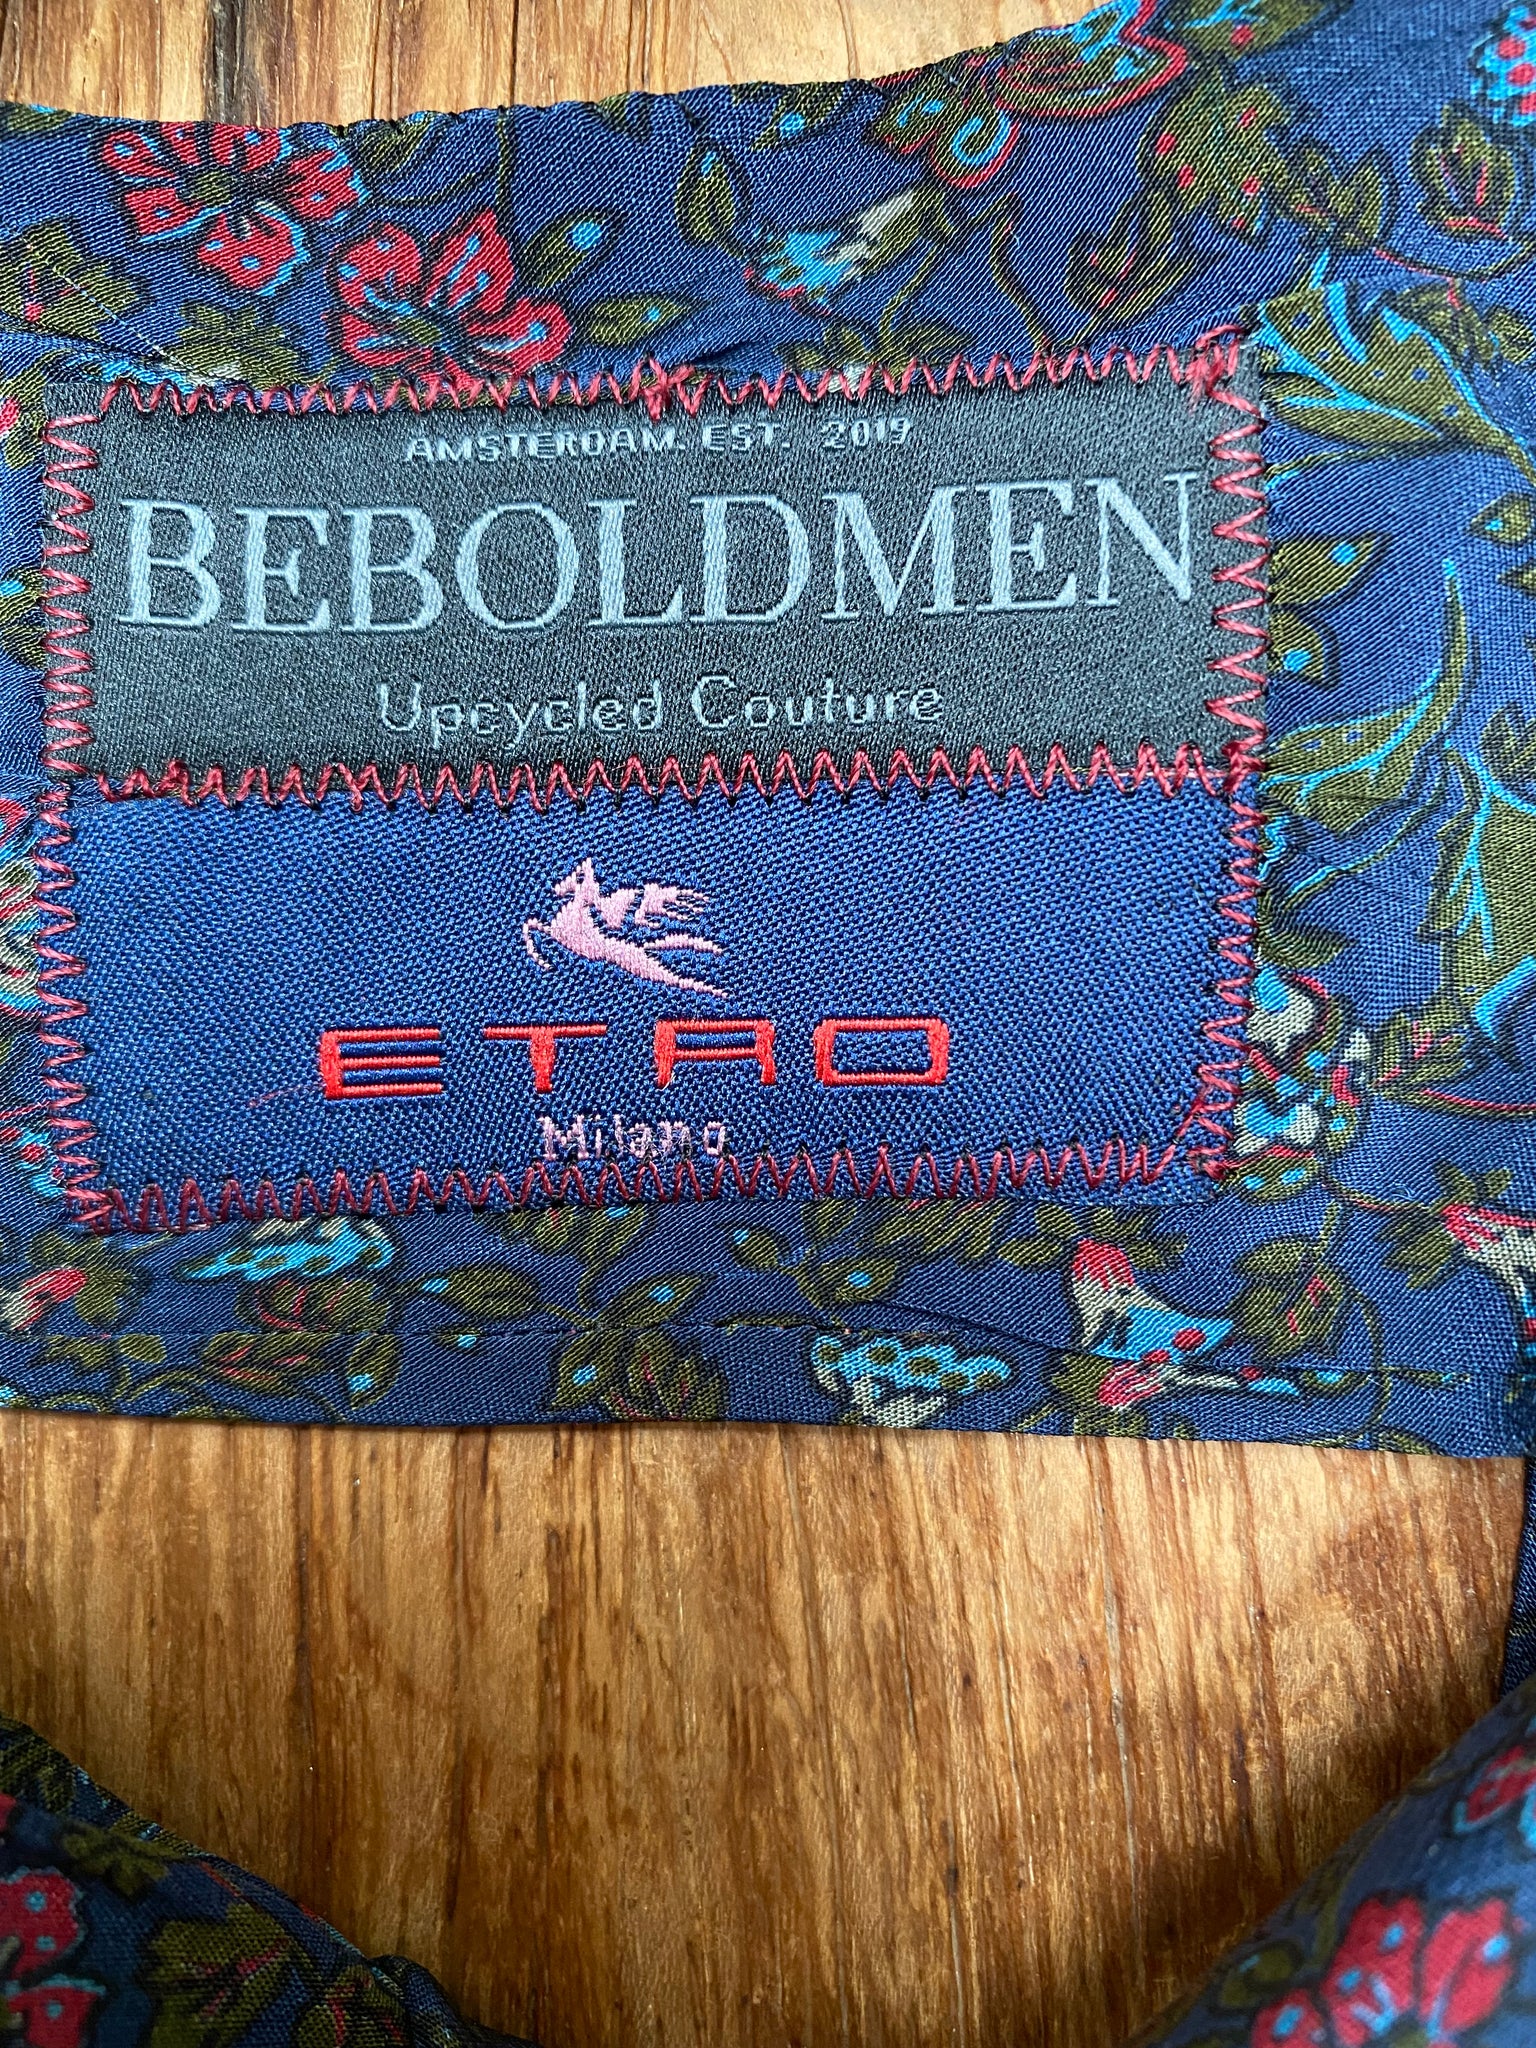 AMSTERDAM. EST. 2019
BEBOLDMEN
Upcycled Couture
ETRO
Milano